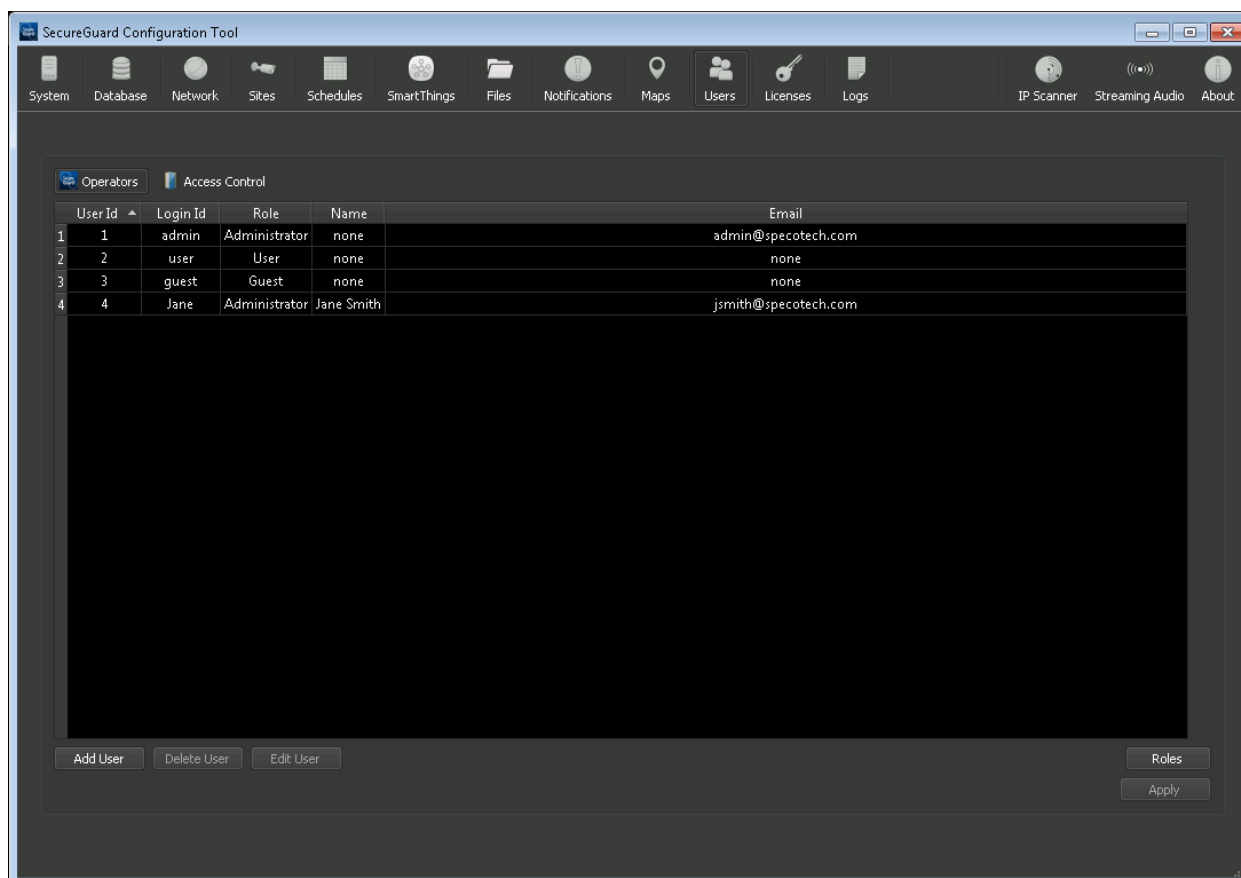 SecureGuard Configuration Tool
System Database Network Sites Schedules SmartThings Files Notifications Maps Users Licenses Logs IP Scanner Streaming Audio About
Operators Access Control
User Id Login Id Role Name Email
1 1 admin Administrator none admin@specotech.com
2 2 user User none none
3 3 guest Guest none none
4 4 Jane Administrator Jane Smith jsmith@specotech.com
Add User Delete User Edit User Roles
Apply